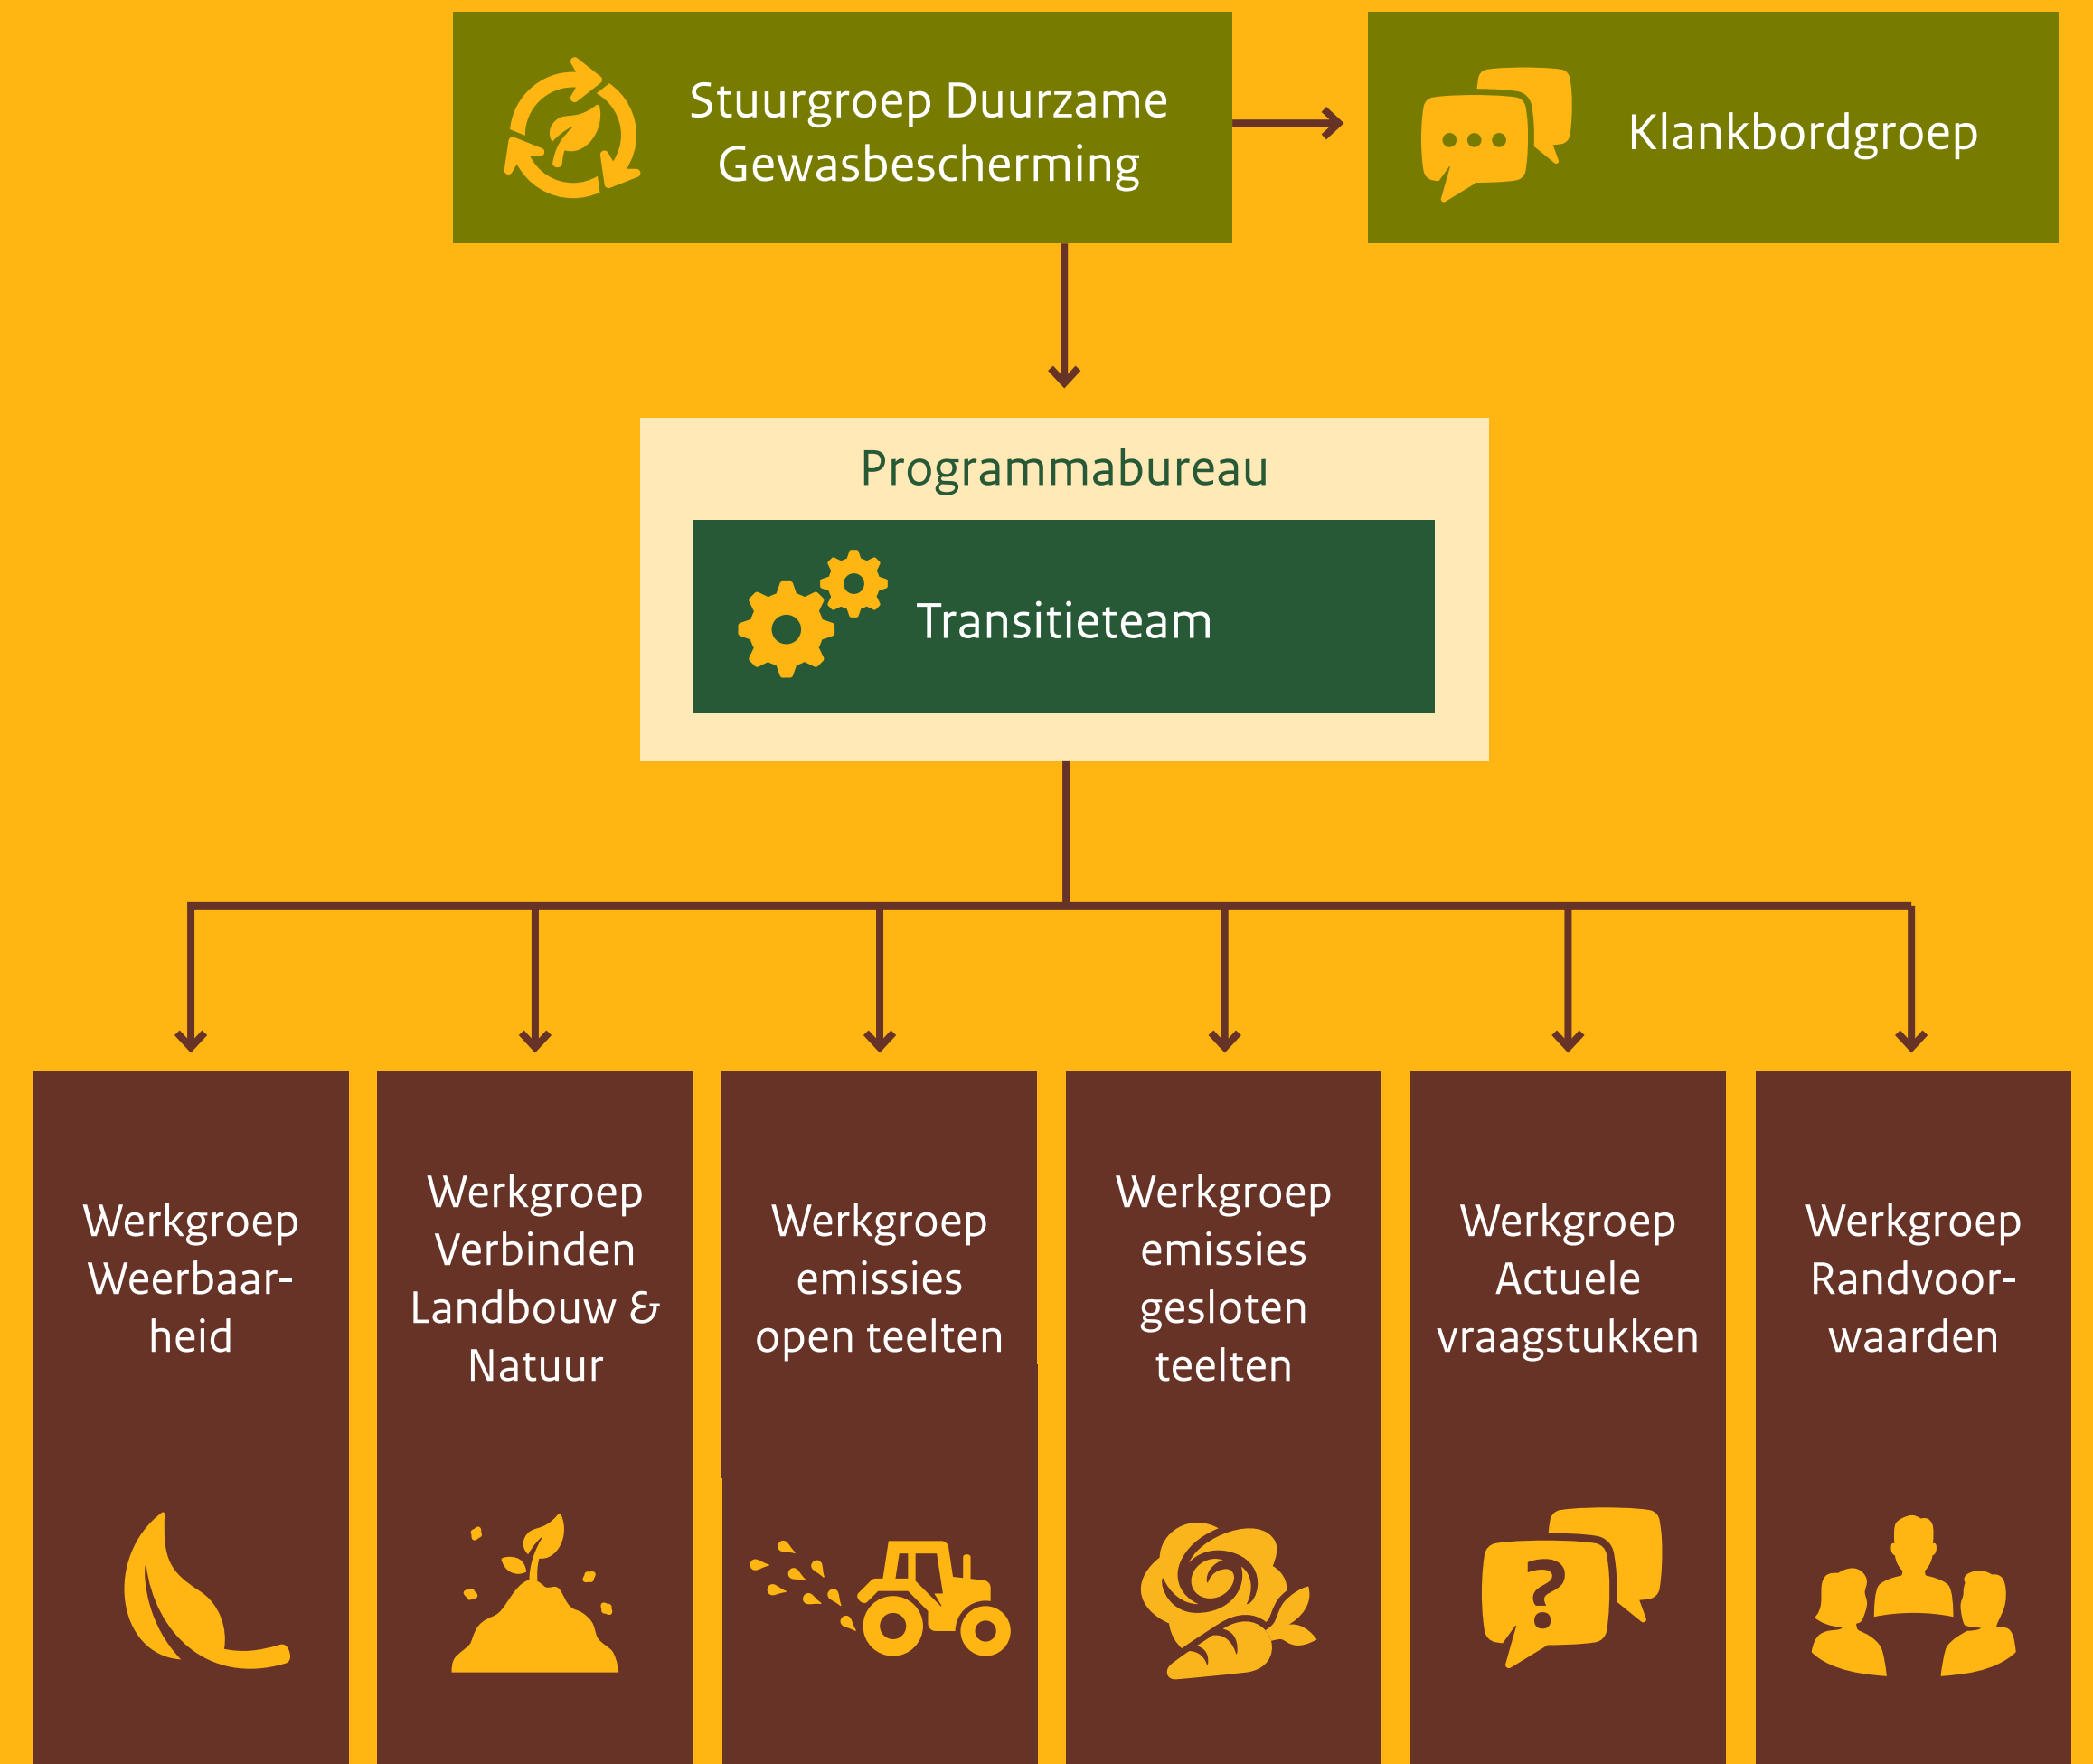 Stuurgroep Duurzame
Gewasbescherming
Klankbordgroep
Programmabureau
Transitieteam
Werkgroep
Weerbaar-
heid
Werkgroep
Verbinden
Landbouw &
Natuur
Werkgroep
emissies
open teelten
Werkgroep
emissies
gesloten
teelten
Werkgroep
Actuele
vraagstukken
Werkgroep
Randvoor-
waarden